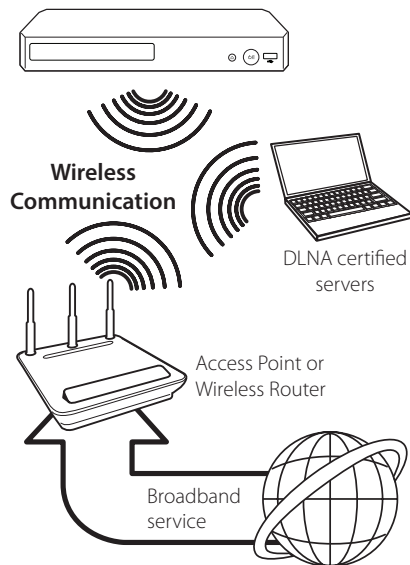 Wireless
Communication
DLNA certified
servers
Access Point or
Wireless Router
Broadband
service